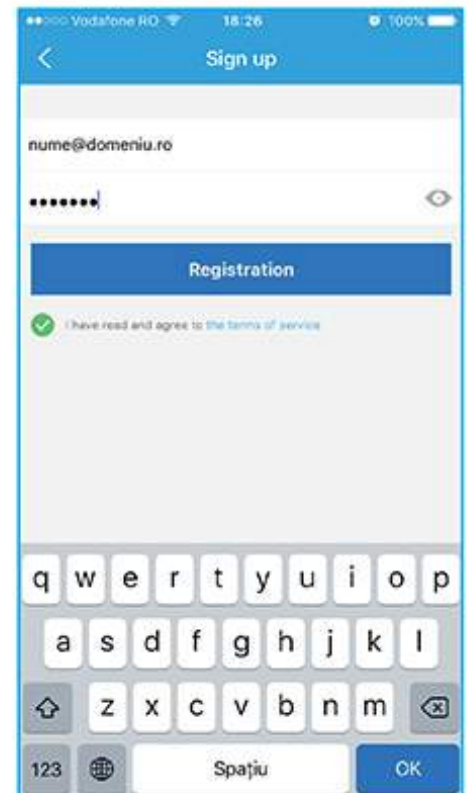 Vodafone RO 18:26 100%
Sign up
nume@domeniu.ro
•••••••
Registration
I have read and agree to the terms of service
q w e r t y u i o p
a s d f g h j k l
z x c v b n m
123 Spațiu OK